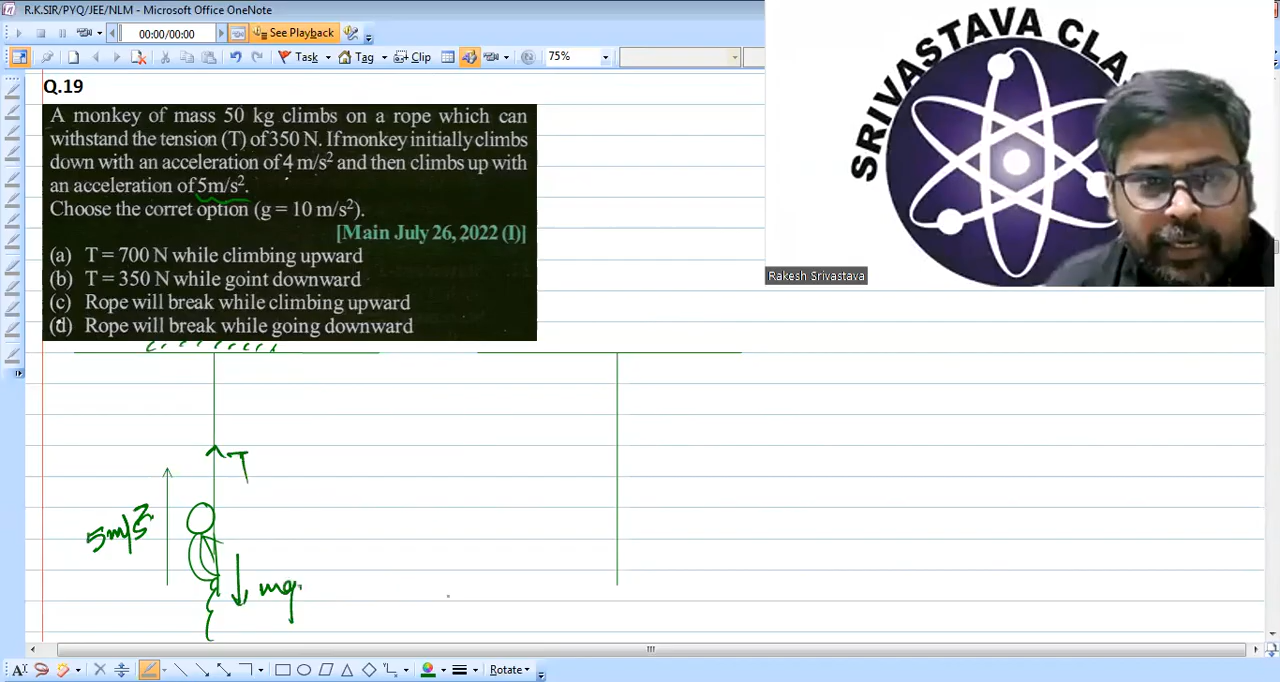 R.K.SIR/PYQ/JEE/NLM - Microsoft Office OneNote
00:00/00:00 See Playback
Task Tag Clip 75%
SRIVASTAVA CLA
Q.19
A monkey of mass 50 kg climbs on a rope which can
withstand the tension (T) of 350 N. If monkey initially climbs
down with an acceleration of 4 m/s² and then climbs up with
an acceleration of 5m/s².
Choose the corret option (g = 10 m/s²).
[Main July 26, 2022 (I)]
(a) T = 700 N while climbing upward
(b) T = 350 N while goint downward
(c) Rope will break while climbing upward
(d) Rope will break while going downward
Rakesh Srivastava
T
5m/s²
mg
Rotate